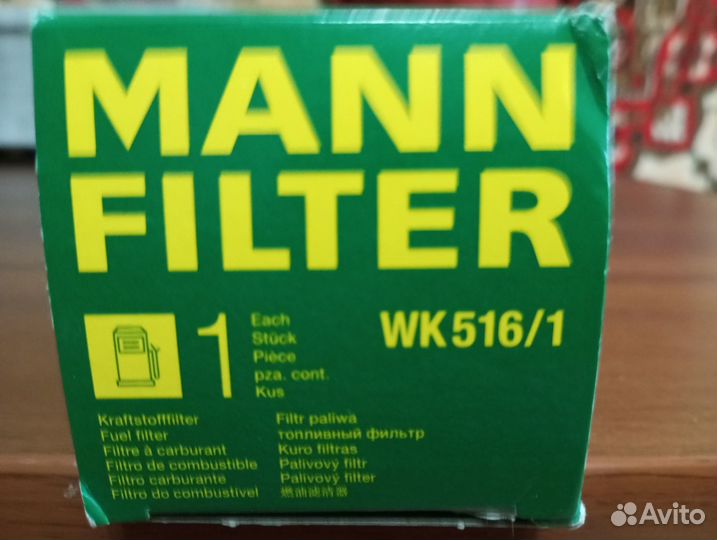 MANN
FILTER
1
Each
Stück
Pièce
pza. cont.
Kus
WK 516/1
Kraftstofffilter
Fuel filter
Filtre à carburant
Filtro de combustible
Filtro carburante
Filtro do combustível
Filtr paliwa
топливный фильтр
Kuro filtras
Palivový filtr
Palivový filter
燃油滤清器
Avito